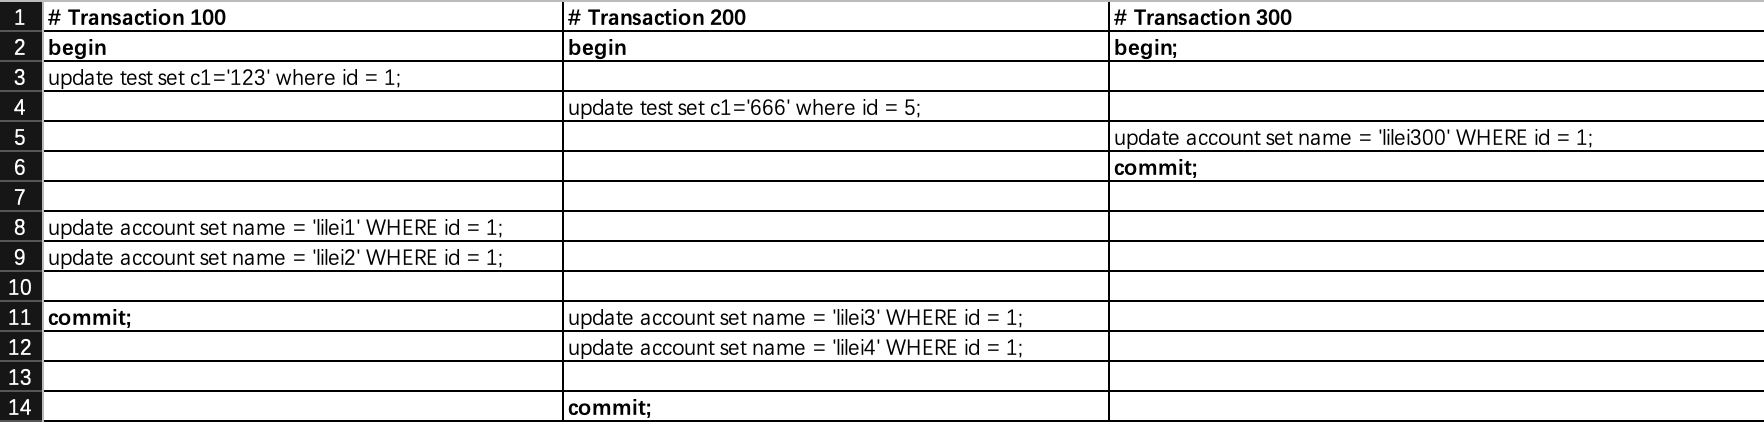 1 # Transaction 100 # Transaction 200 # Transaction 300
2 begin begin begin;
3 update test set c1='123' where id = 1;
4 update test set c1='666' where id = 5;
5 update account set name = 'lilei300' WHERE id = 1;
6 commit;
7
8 update account set name = 'lilei1' WHERE id = 1;
9 update account set name = 'lilei2' WHERE id = 1;
10
11 commit; update account set name = 'lilei3' WHERE id = 1;
12 update account set name = 'lilei4' WHERE id = 1;
13
14 commit;